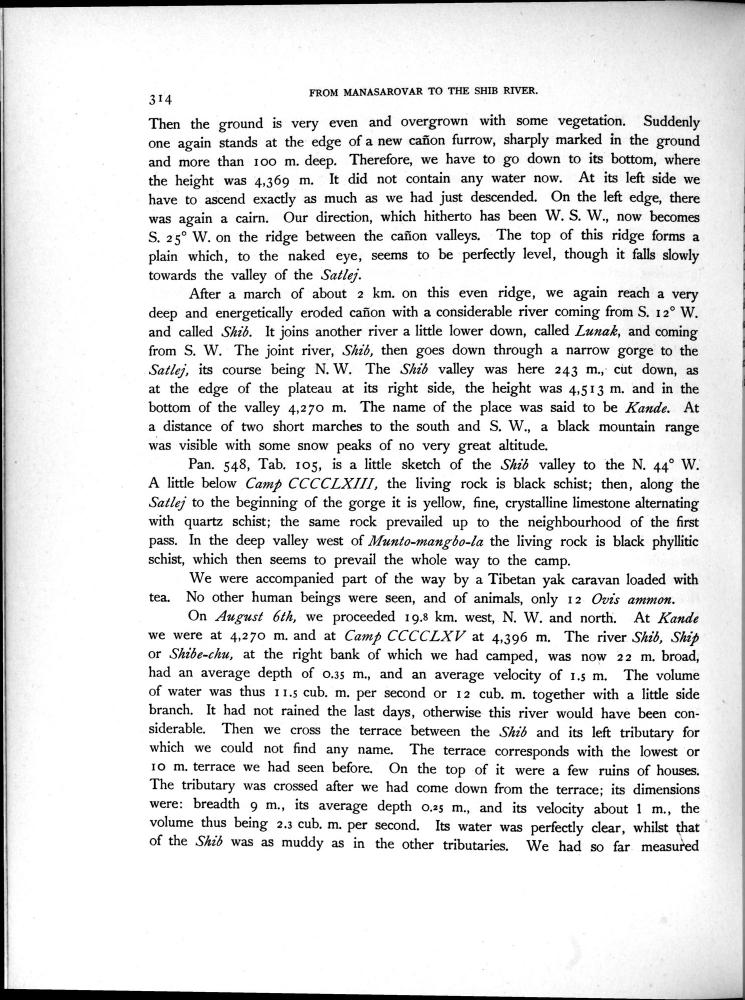 314
FROM MANASAROVAR TO THE SHIB RIVER.
Then the ground is very even and overgrown with some vegetation. Suddenly
one again stands at the edge of a new cañon furrow, sharply marked in the ground
and more than 100 m. deep. Therefore, we have to go down to its bottom, where
the height was 4,369 m. It did not contain any water now. At its left side we
have to ascend exactly as much as we had just descended. On the left edge, there
was again a cairn. Our direction, which hitherto has been W. S. W., now becomes
S. 25° W. on the ridge between the cañon valleys. The top of this ridge forms a
plain which, to the naked eye, seems to be perfectly level, though it falls slowly
towards the valley of the Satlej.
After a march of about 2 km. on this even ridge, we again reach a very
deep and energetically eroded cañon with a considerable river coming from S. 12° W.
and called Shib. It joins another river a little lower down, called Lunak, and coming
from S. W. The joint river, Shib, then goes down through a narrow gorge to the
Satlej, its course being N. W. The Shib valley was here 243 m., cut down, as
at the edge of the plateau at its right side, the height was 4,513 m. and in the
bottom of the valley 4,270 m. The name of the place was said to be Kande. At
a distance of two short marches to the south and S. W., a black mountain range
was visible with some snow peaks of no very great altitude.
Pan. 548, Tab. 105, is a little sketch of the Shib valley to the N. 44° W.
A little below Camp CCCCLXIII, the living rock is black schist; then, along the
Satlej to the beginning of the gorge it is yellow, fine, crystalline limestone alternating
with quartz schist; the same rock prevailed up to the neighbourhood of the first
pass. In the deep valley west of Munto-mangbo-la the living rock is black phyllitic
schist, which then seems to prevail the whole way to the camp.
We were accompanied part of the way by a Tibetan yak caravan loaded with
tea. No other human beings were seen, and of animals, only 12 Ovis ammon.
On August 6th, we proceeded 19.8 km. west, N. W. and north. At Kande
we were at 4,270 m. and at Camp CCCCLXV at 4,396 m. The river Shib, Ship
or Shibe-chu, at the right bank of which we had camped, was now 22 m. broad,
had an average depth of 0.35 m., and an average velocity of 1.5 m. The volume
of water was thus 11.5 cub. m. per second or 12 cub. m. together with a little side
branch. It had not rained the last days, otherwise this river would have been con-
siderable. Then we cross the terrace between the Shib and its left tributary for
which we could not find any name. The terrace corresponds with the lowest or
10 m. terrace we had seen before. On the top of it were a few ruins of houses.
The tributary was crossed after we had come down from the terrace; its dimensions
were: breadth 9 m., its average depth 0.25 m., and its velocity about 1 m., the
volume thus being 2.3 cub. m. per second. Its water was perfectly clear, whilst that
of the Shib was as muddy as in the other tributaries. We had so far measured